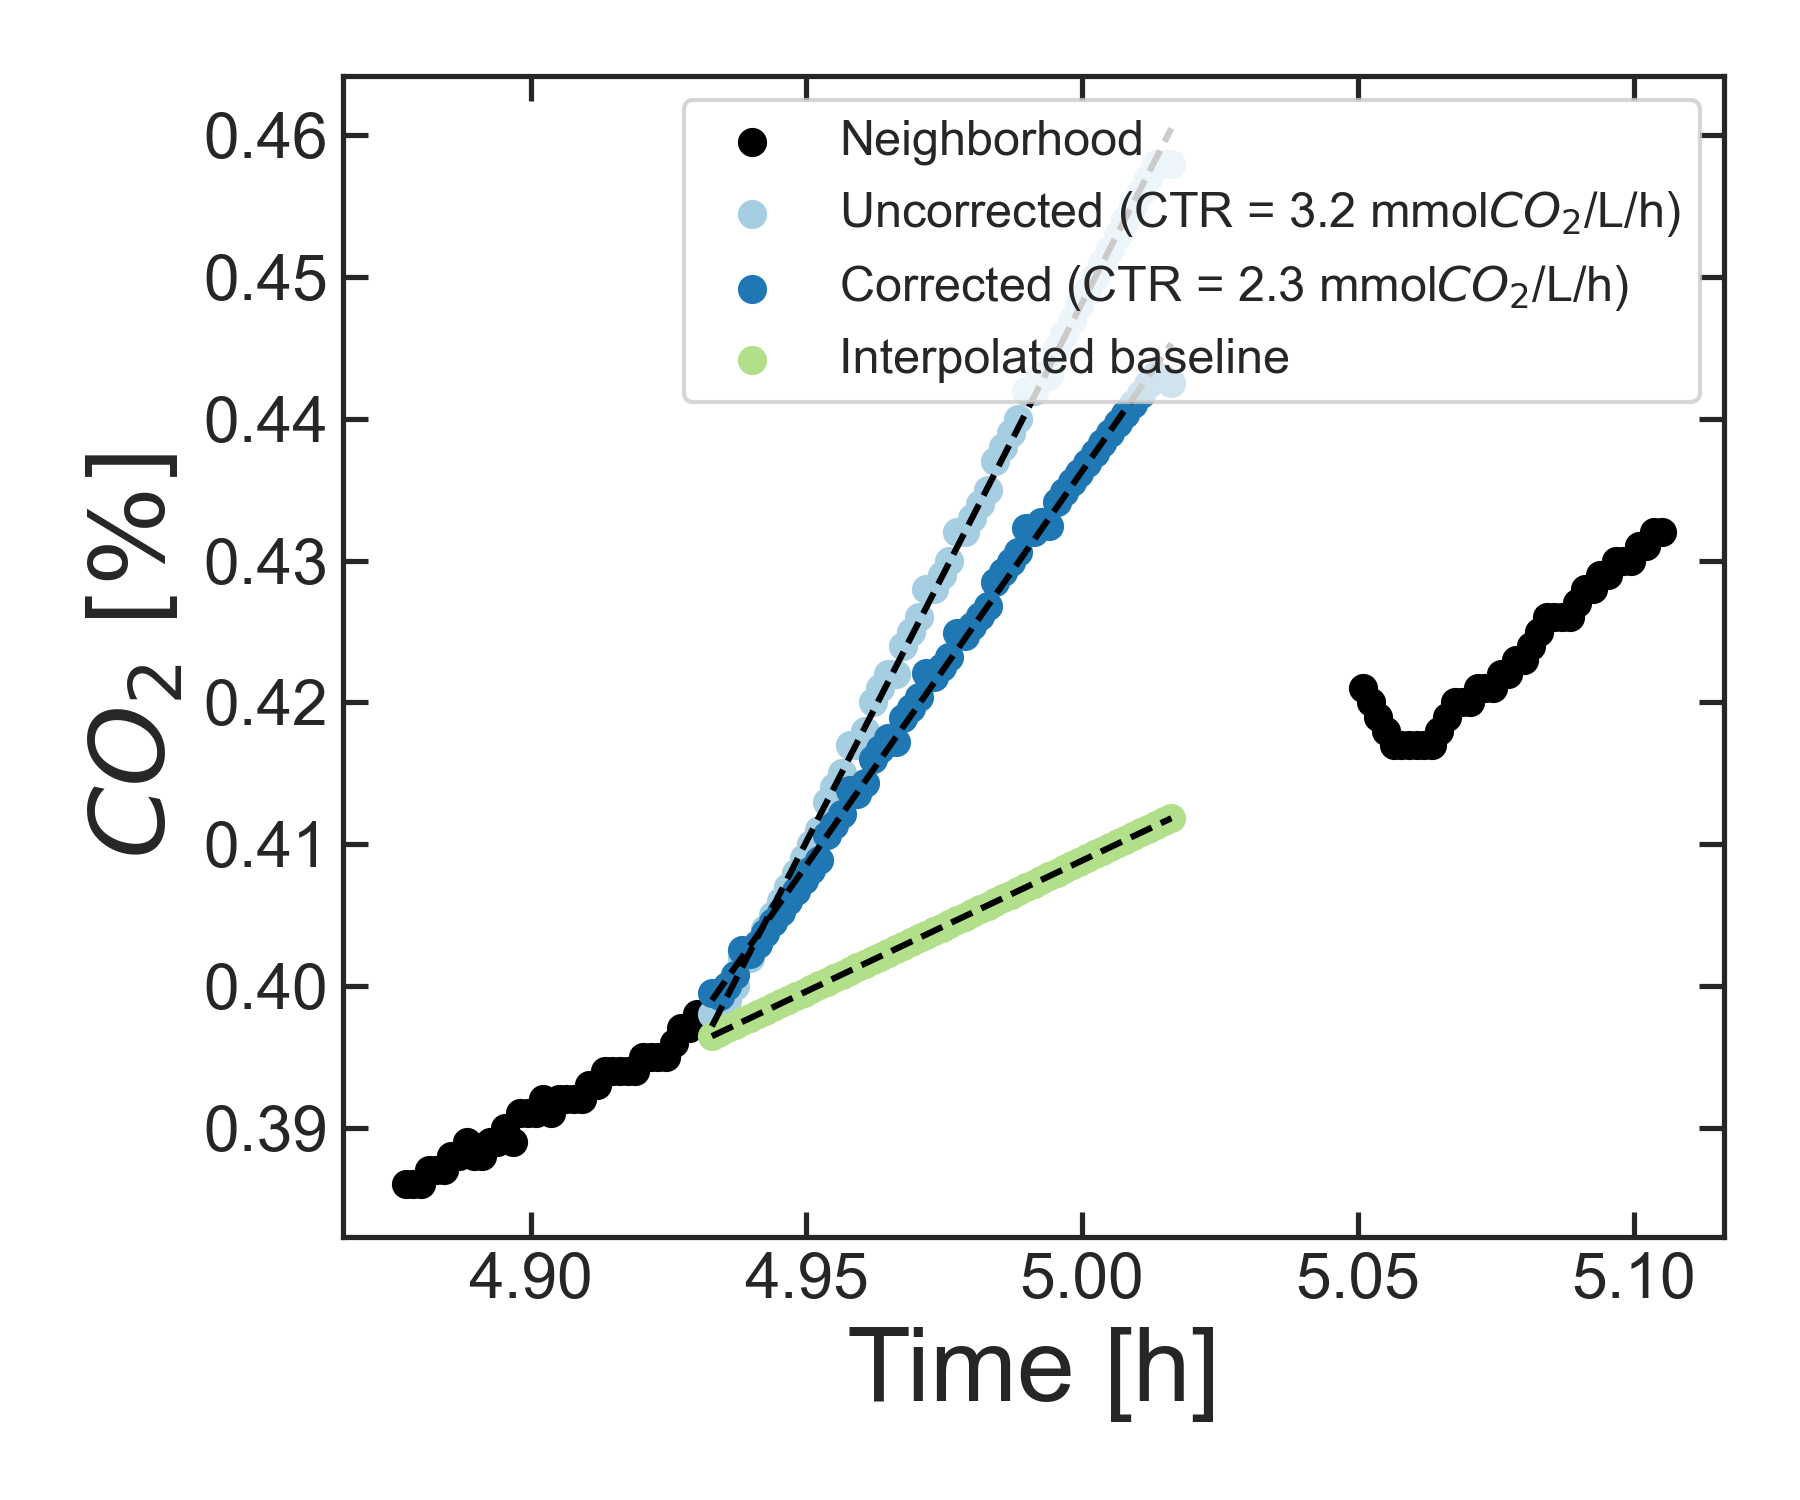 0.46
0.45
0.44
0.43
0.42
0.41
0.40
0.39
CO₂ [%]
Neighborhood
Uncorrected (CTR = 3.2 mmolCO₂/L/h)
Corrected (CTR = 2.3 mmolCO₂/L/h)
Interpolated baseline
4.90 4.95 5.00 5.05 5.10
Time [h]